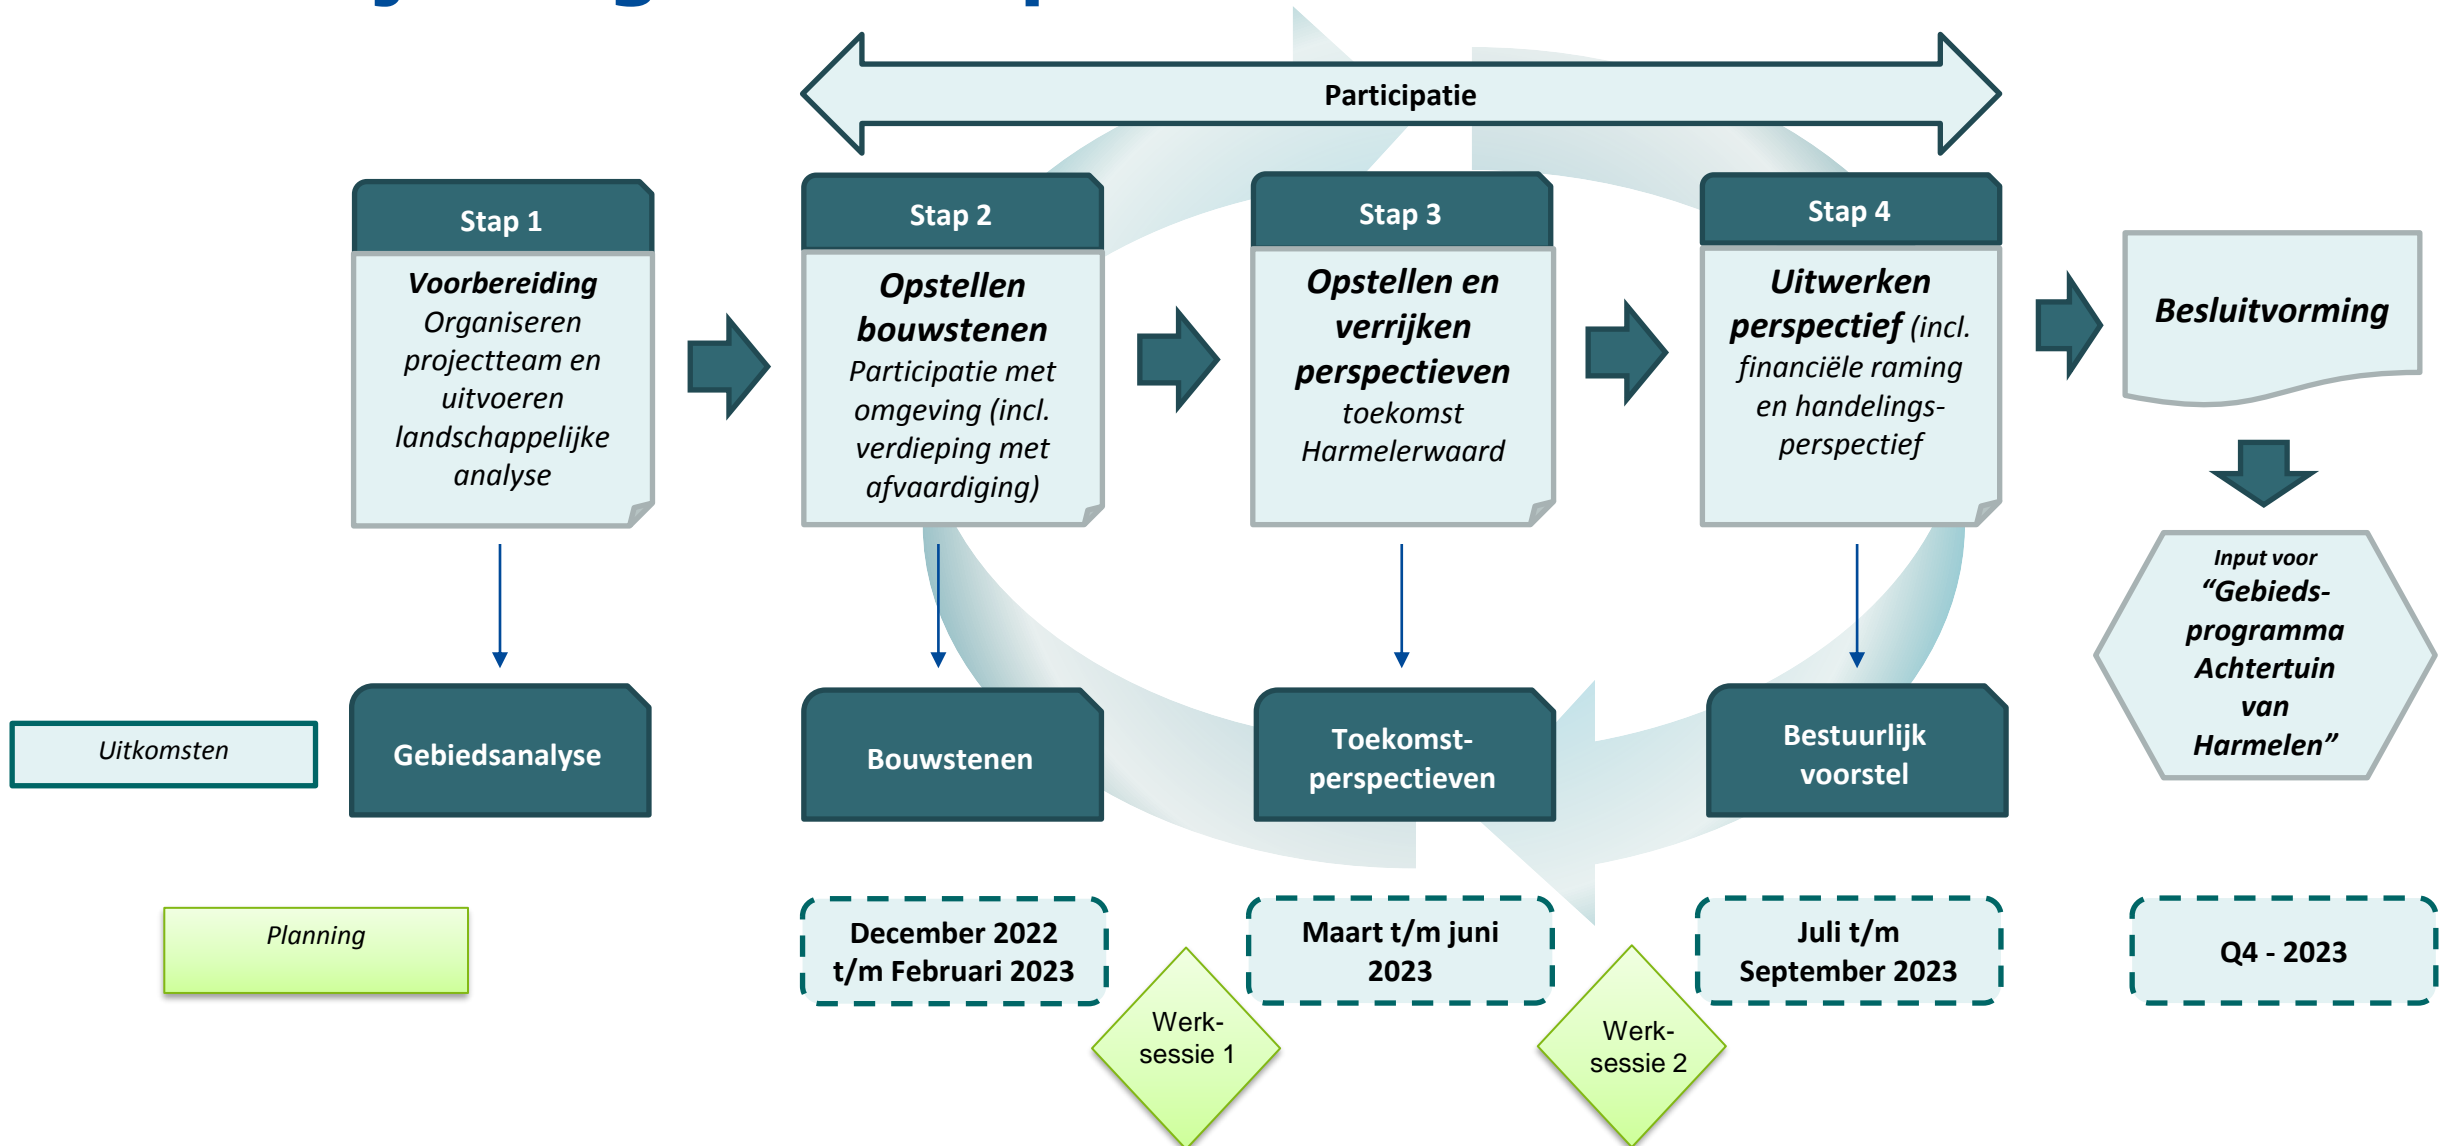 Participatie
Stap 1
Voorbereiding
Organiseren
projectteam en
uitvoeren
landschappelijke
analyse
Stap 2
Opstellen
bouwstenen
Participatie met
omgeving (incl.
verdieping met
afvaardiging)
Stap 3
Opstellen en
verrijken
perspectieven
toekomst
Harmelerwaard
Stap 4
Uitwerken
perspectief (incl.
financiële raming
en handelings-
perspectief
Besluitvorming
Input voor
“Gebieds-
programma
Achtertuin
van
Harmelen”
Uitkomsten
Gebiedsanalyse
Bouwstenen
Toekomst-
perspectieven
Bestuurlijk
voorstel
Planning
December 2022
t/m Februari 2023
Werk-
sessie 1
Maart t/m juni
2023
Werk-
sessie 2
Juli t/m
September 2023
Q4 - 2023